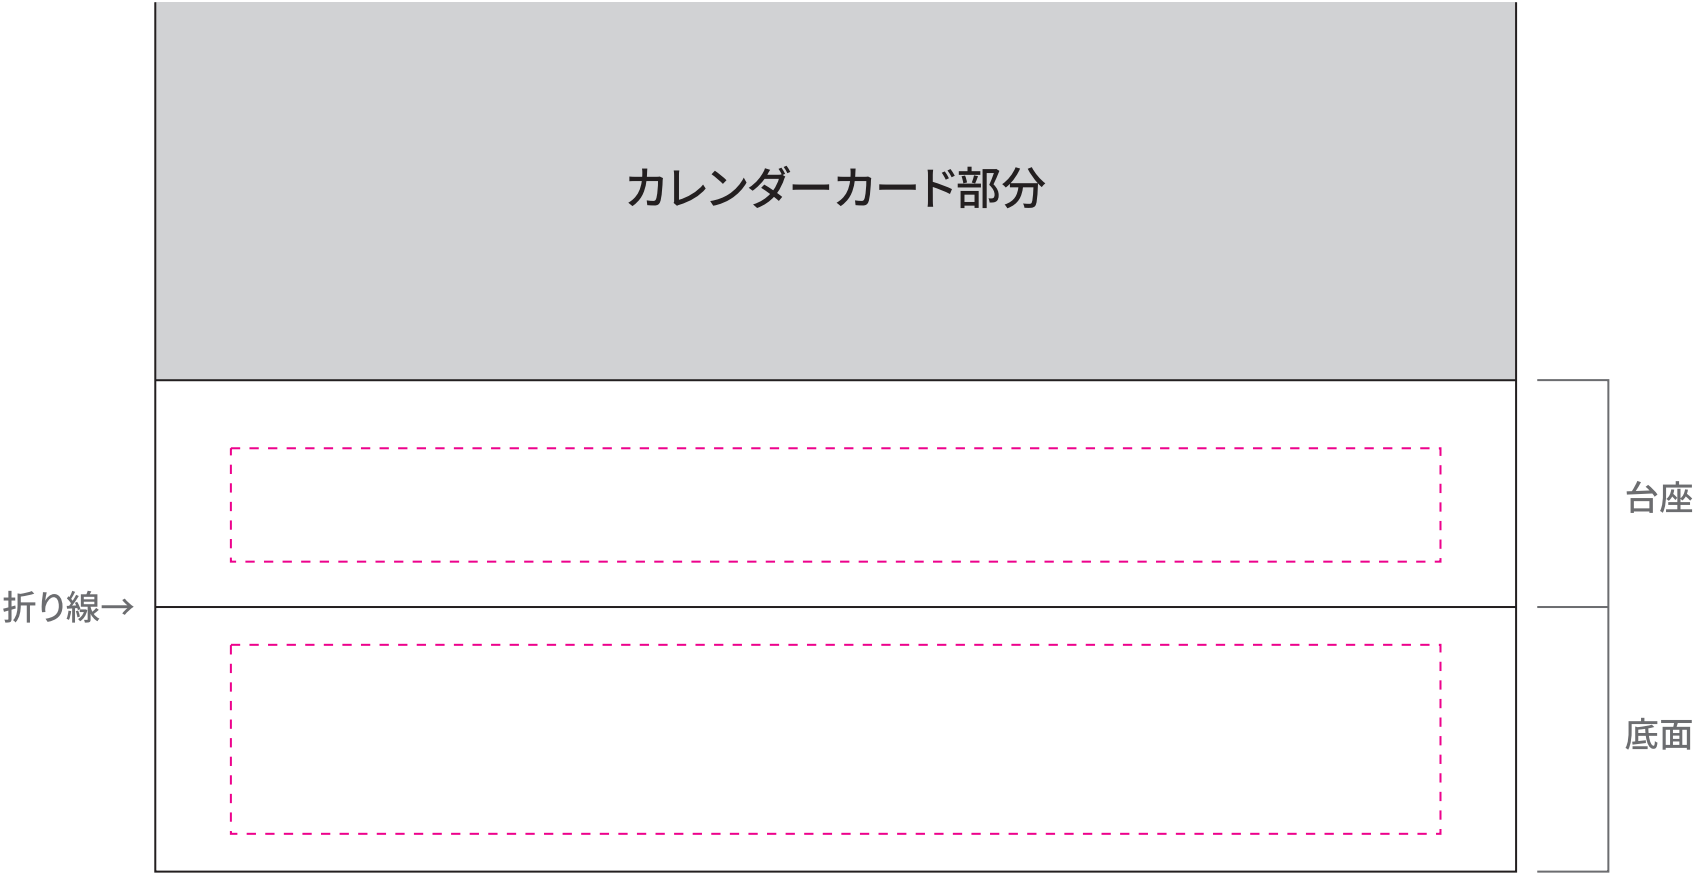 カレンダーカード部分
台座
折り線→
底面